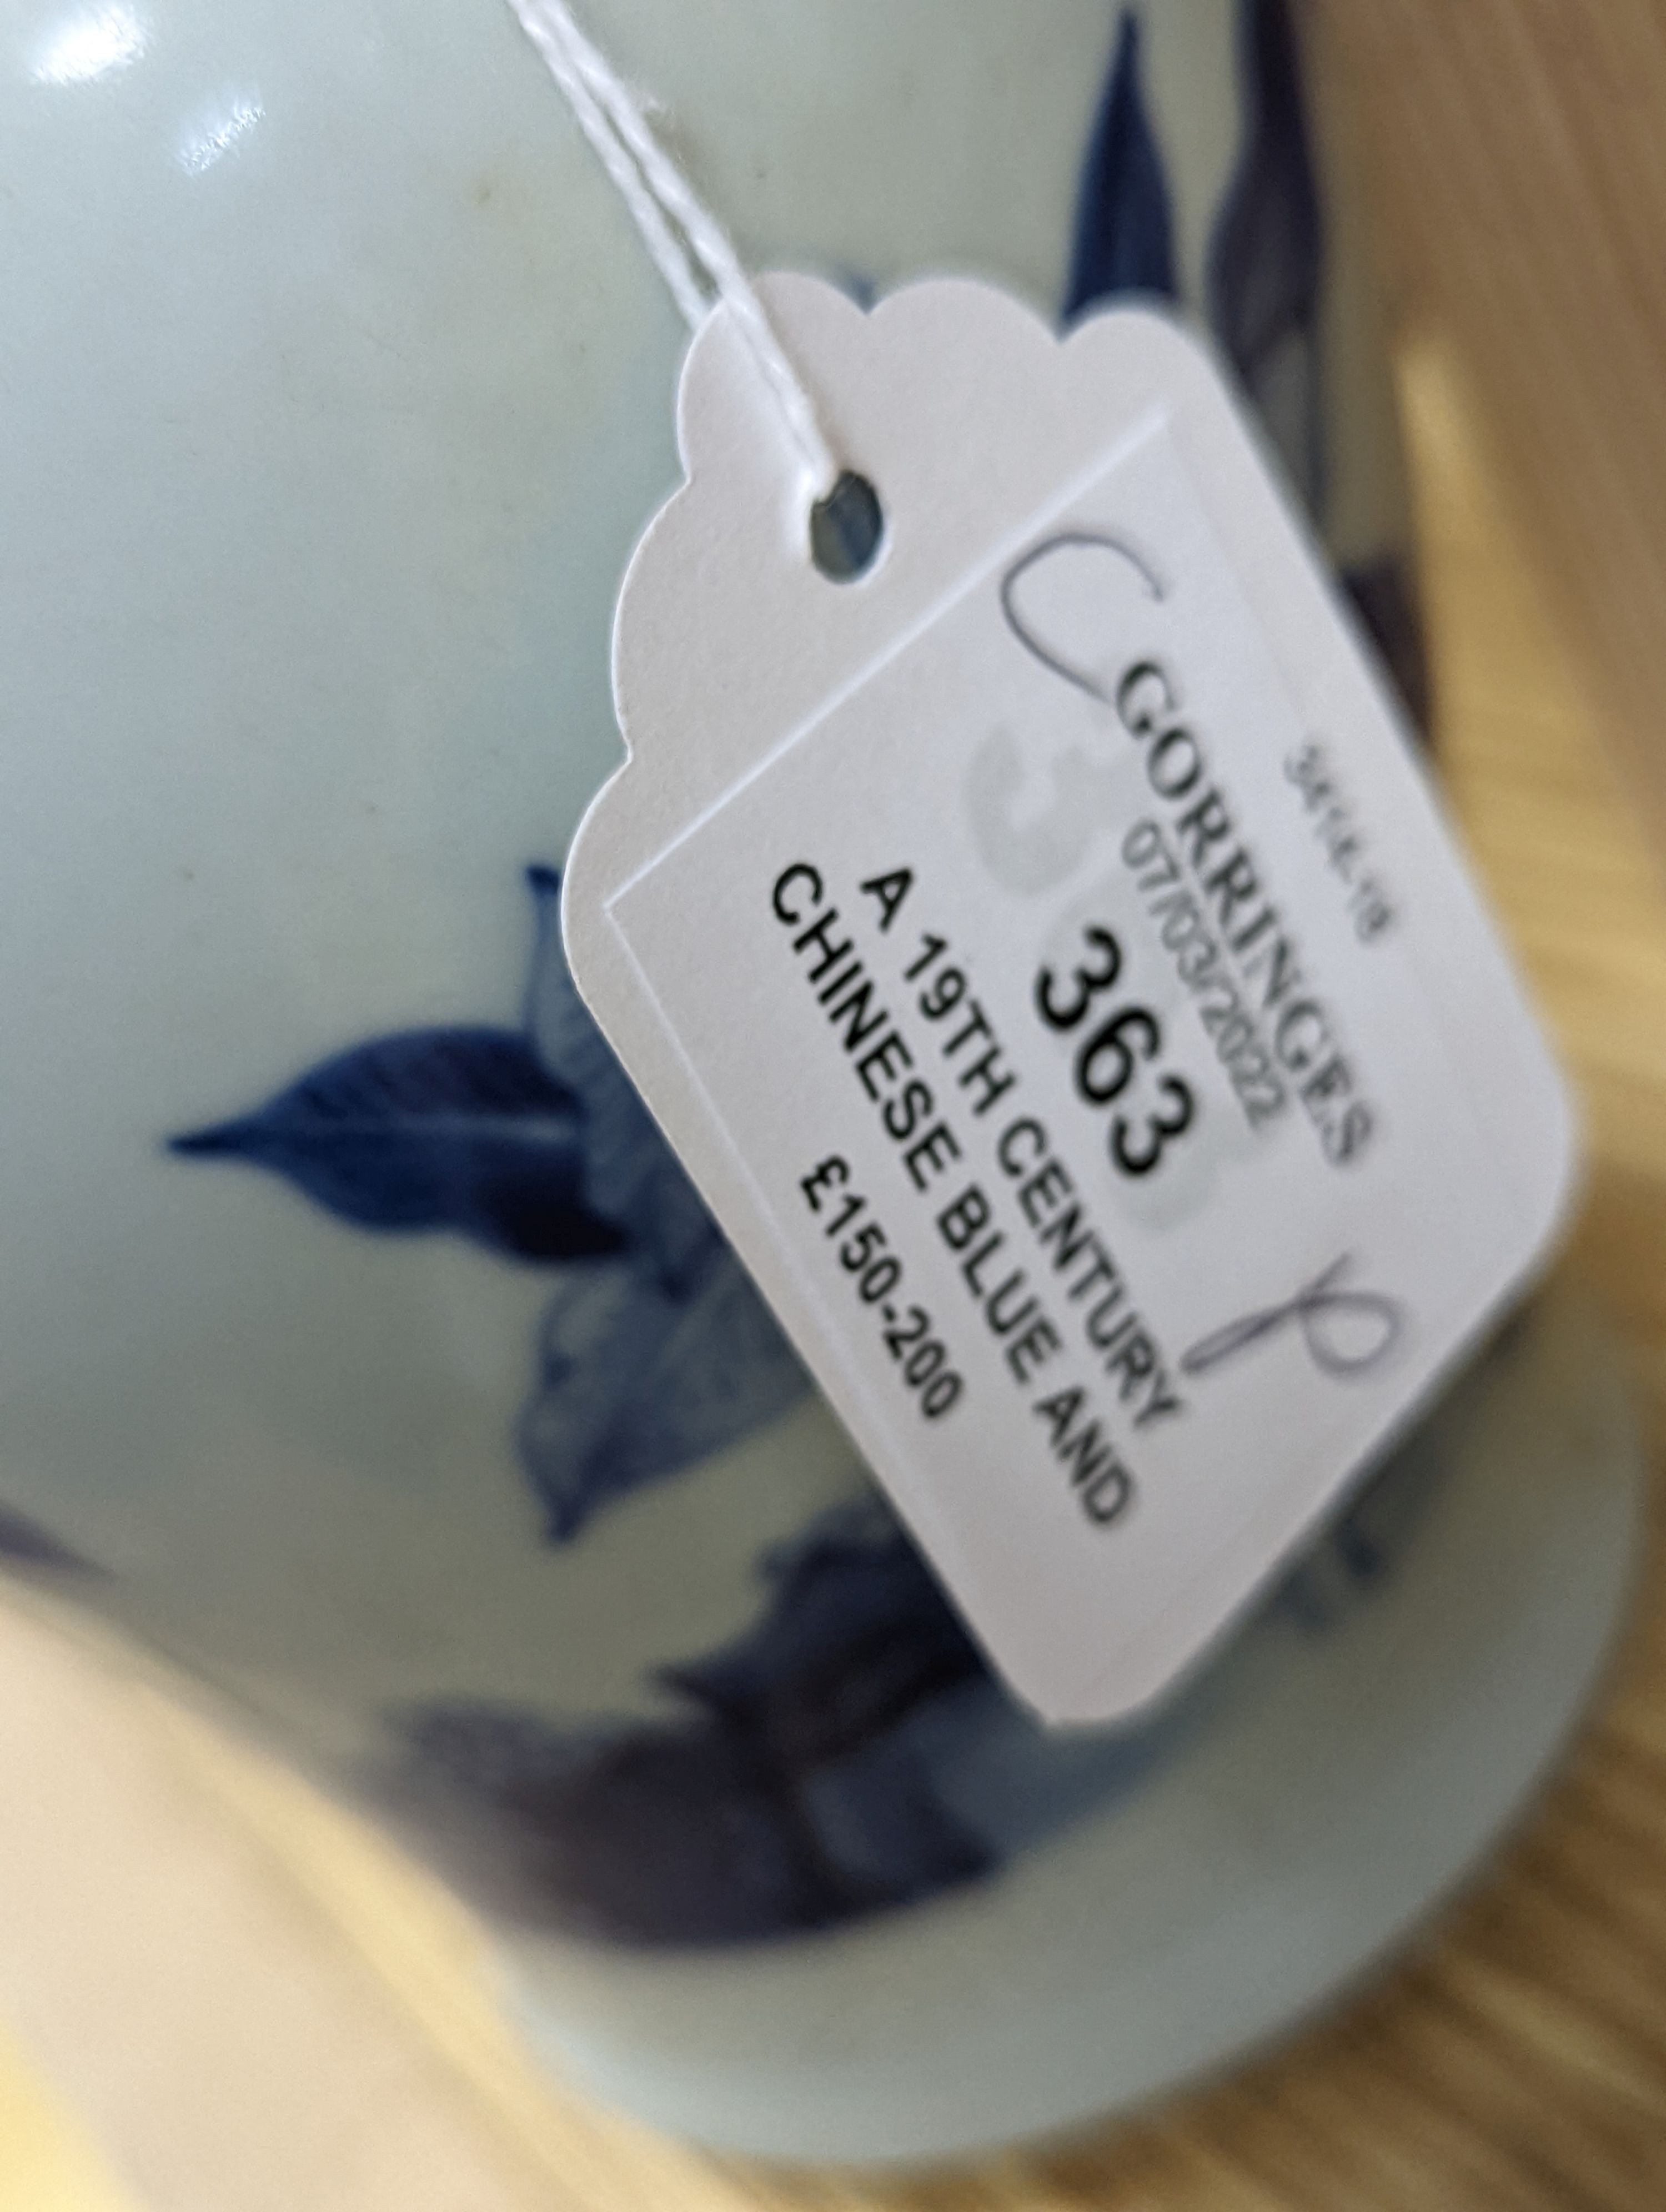 GORRINGES
07/03/2022
363
A 19TH CENTURY
CHINESE BLUE AND
£150-200